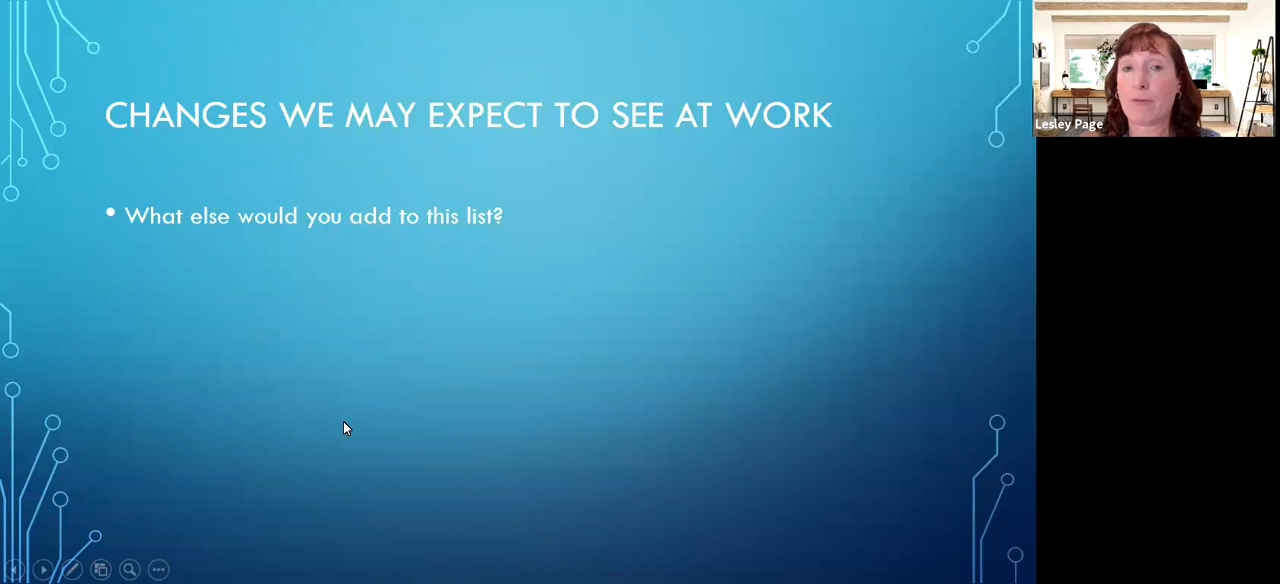 CHANGES WE MAY EXPECT TO SEE AT WORK
• What else would you add to this list?
Lesley Page